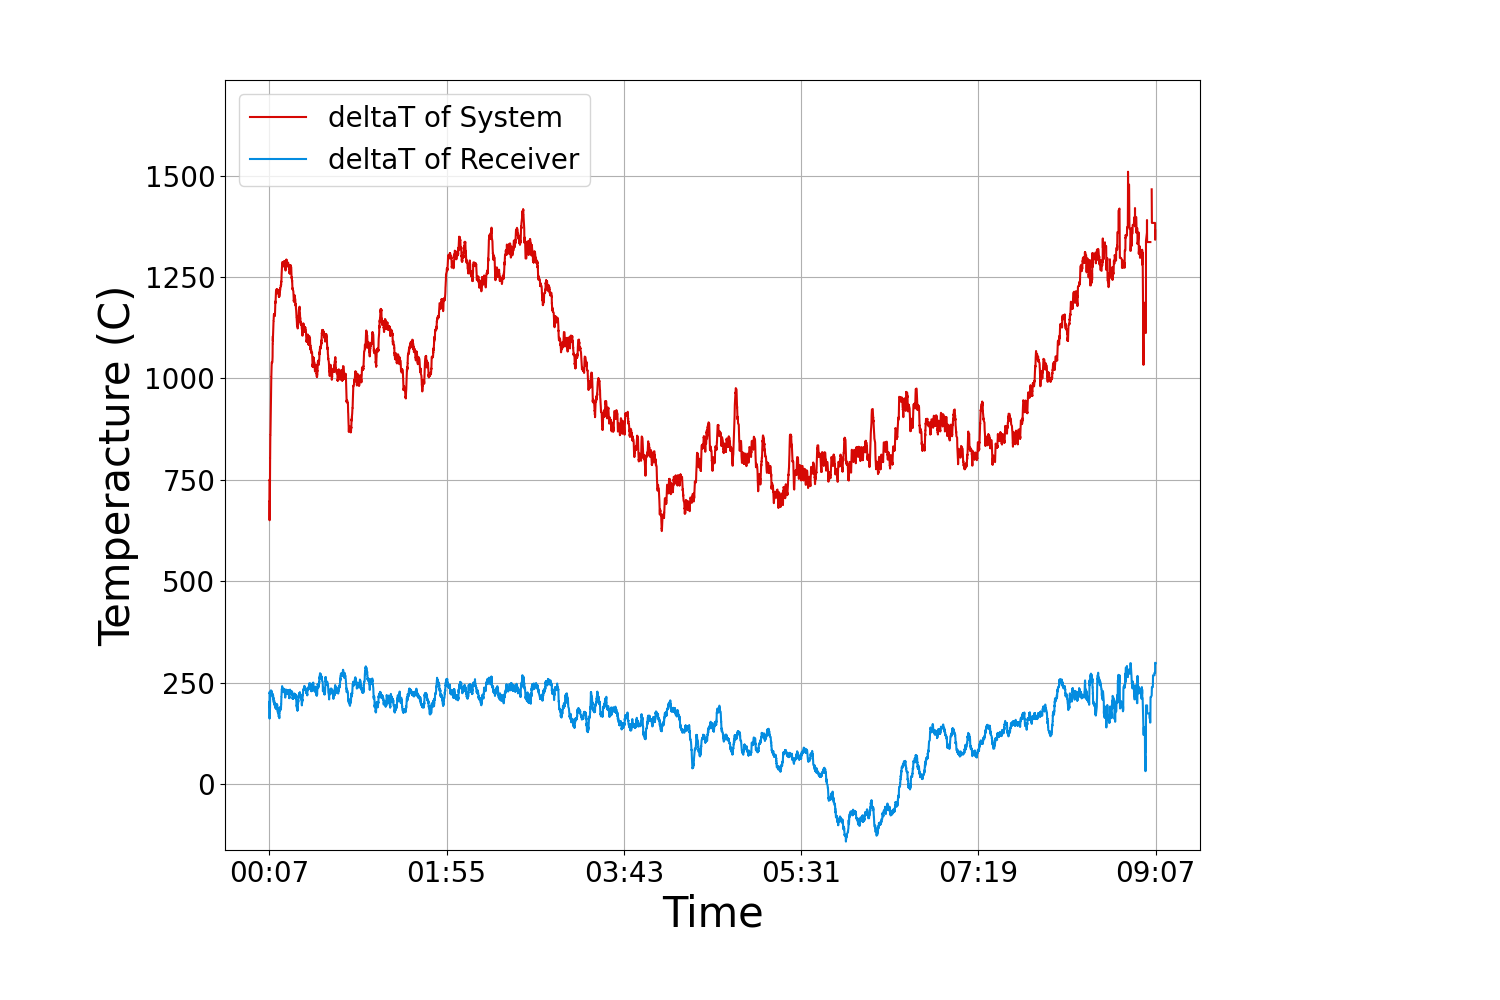 deltaT of System
deltaT of Receiver
Temperacture (C)
1500
1250
1000
750
500
250
0
00:07 01:55 03:43 05:31 07:19 09:07
Time